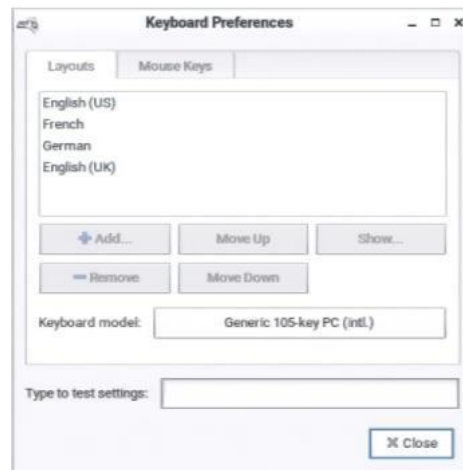 Keyboard Preferences
Layouts Mouse Keys
English (US)
French
German
English (UK)
Add... Move Up Show...
Remove Move Down
Keyboard model: Generic 105-key PC (intl.)
Type to test settings:
Close